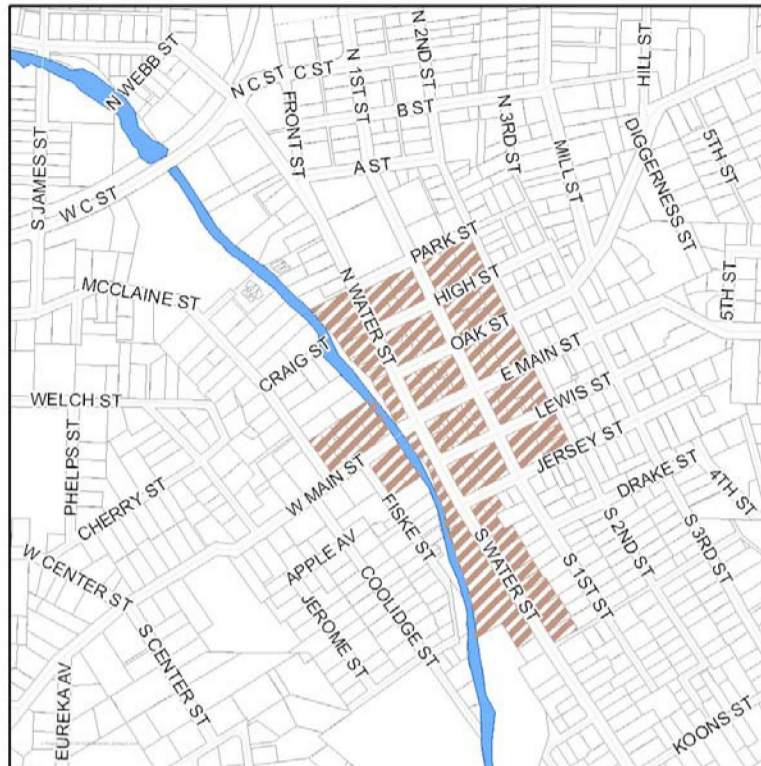 N WEBB ST
N C ST
C ST
N 1ST ST
N 2ND ST
HILL ST
FRONT ST
B ST
N 3RD ST
MILL ST
DIGGERNESS ST
5TH ST
S JAMES ST
W C ST
A ST
PARK ST
HIGH ST
5TH ST
MCCLAINE ST
N WATER ST
OAK ST
E MAIN ST
CRAIG ST
LEWIS ST
WELCH ST
JERSEY ST
PHELPS ST
CHERRY ST
W MAIN ST
DRAKE ST
4TH ST
FISKE ST
S WATER ST
S 2ND ST
S 3RD ST
W CENTER ST
APPLE AV
S 1ST ST
COOLIDGE ST
JEROME ST
S CENTER ST
EUREKA AV
KOONS ST